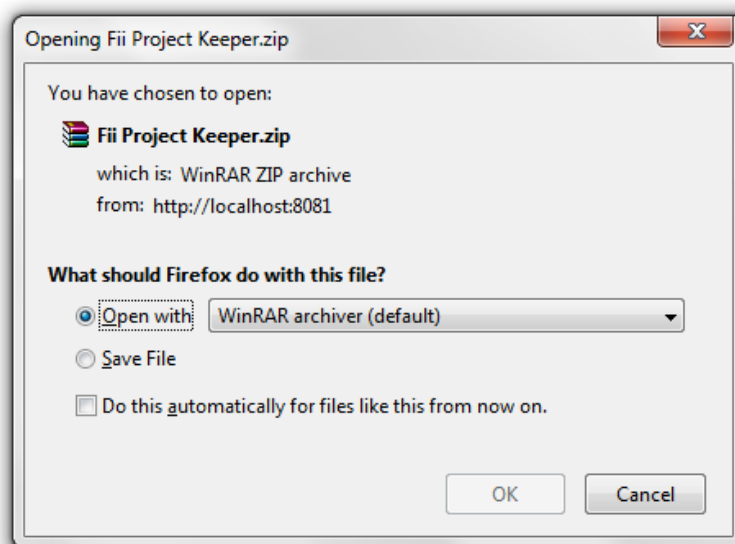 Opening Fii Project Keeper.zip
You have chosen to open:
Fii Project Keeper.zip
which is: WinRAR ZIP archive
from: http://localhost:8081
What should Firefox do with this file?
Open with WinRAR archiver (default)
Save File
Do this automatically for files like this from now on.
OK Cancel